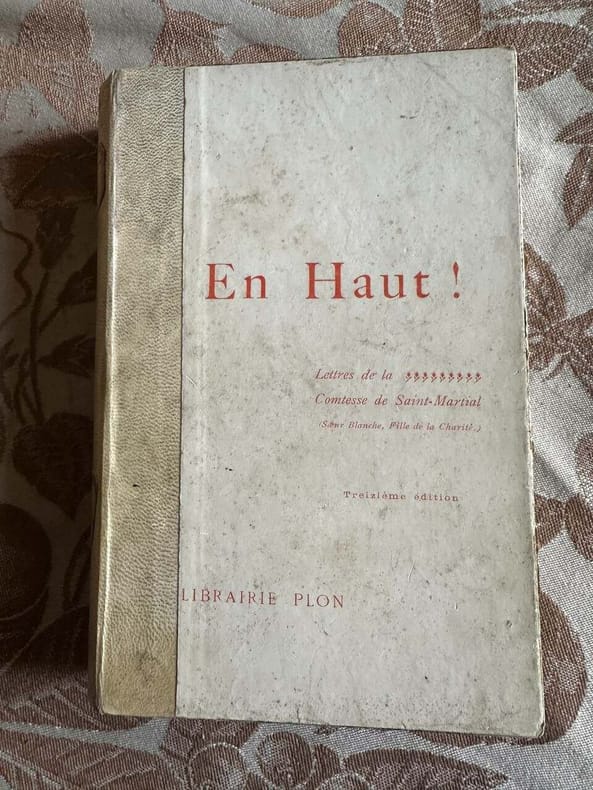 En Haut !
Lettres de la
Comtesse de Saint-Martial
(Sœur Blanche, Fille de la Charité.)
Treizième édition
LIBRAIRIE PLON